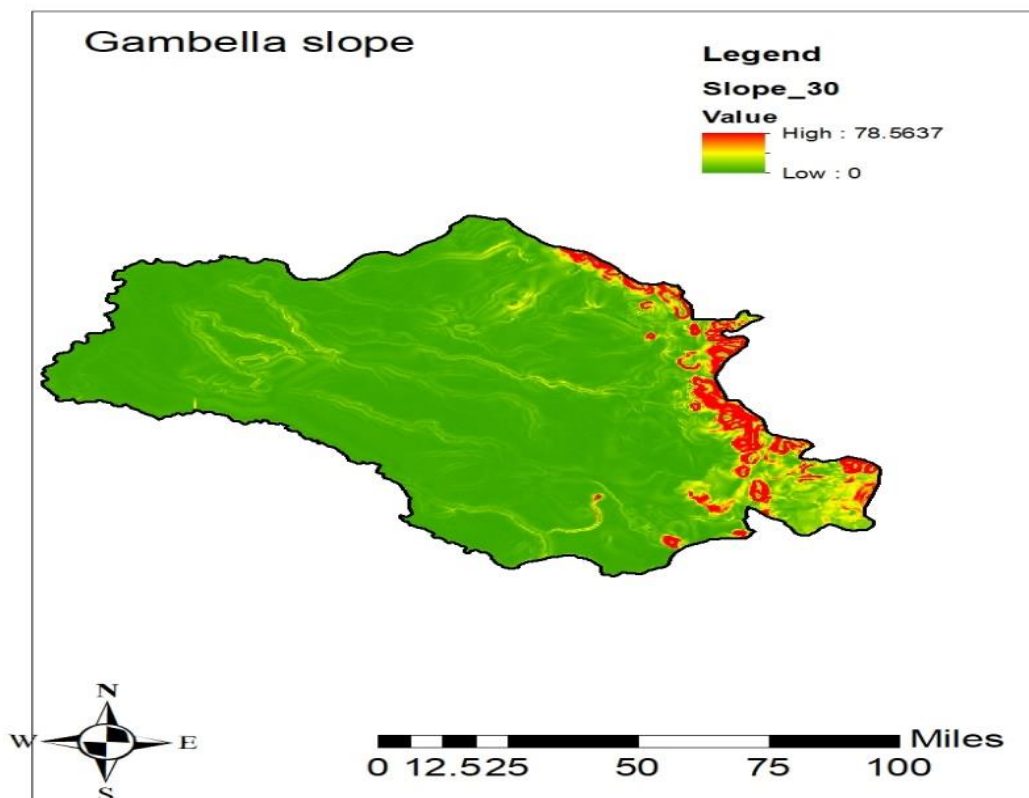 Gambella slope
Legend
Slope_30
Value
High : 78.5637
Low : 0
N
W E
S
Miles
0 12.525 50 75 100